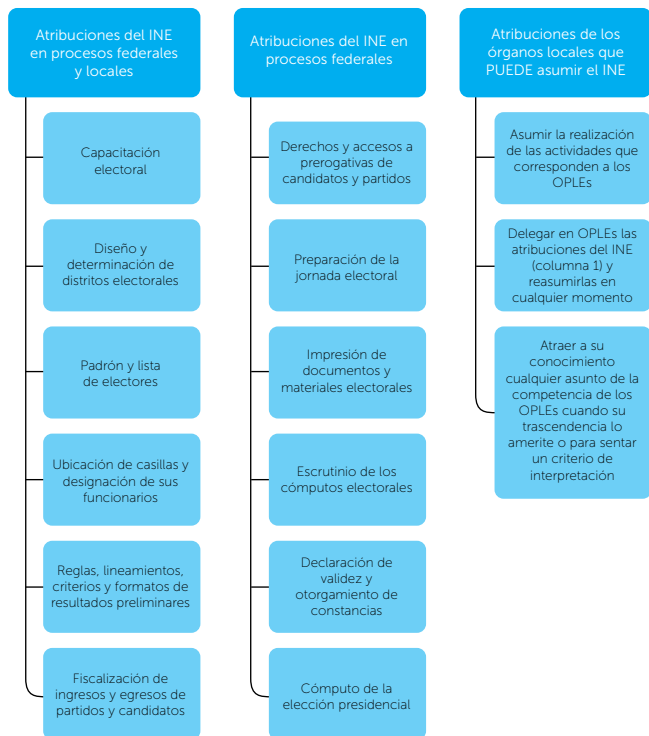 Atribuciones del INE
en procesos federales
y locales
Capacitación
electoral
Diseño y
determinación de
distritos electorales
Padrón y lista
de electores
Ubicación de casillas y
designación de sus
funcionarios
Reglas, lineamientos,
criterios y formatos de
resultados preliminares
Fiscalización de
ingresos y egresos de
partidos y candidatos
Atribuciones del INE en
procesos federales
Derechos y accesos a
prerogativas de
candidatos y partidos
Preparación de la
jornada electoral
Impresión de
documentos y
materiales electorales
Escrutinio de los
cómputos electorales
Declaración de
validez y
otorgamiento de
constancias
Cómputo de la
elección presidencial
Atribuciones de los
órganos locales que
PUEDE asumir el INE
Asumir la realización
de las actividades que
corresponden a los
OPLEs
Delegar en OPLEs las
atribuciones del INE
(columna 1) y
reasumirlas en
cualquier momento
Atraer a su
conocimiento
cualquier asunto de la
competencia de los
OPLEs cuando su
trascendencia lo
amerite o para sentar
un criterio de
interpretación